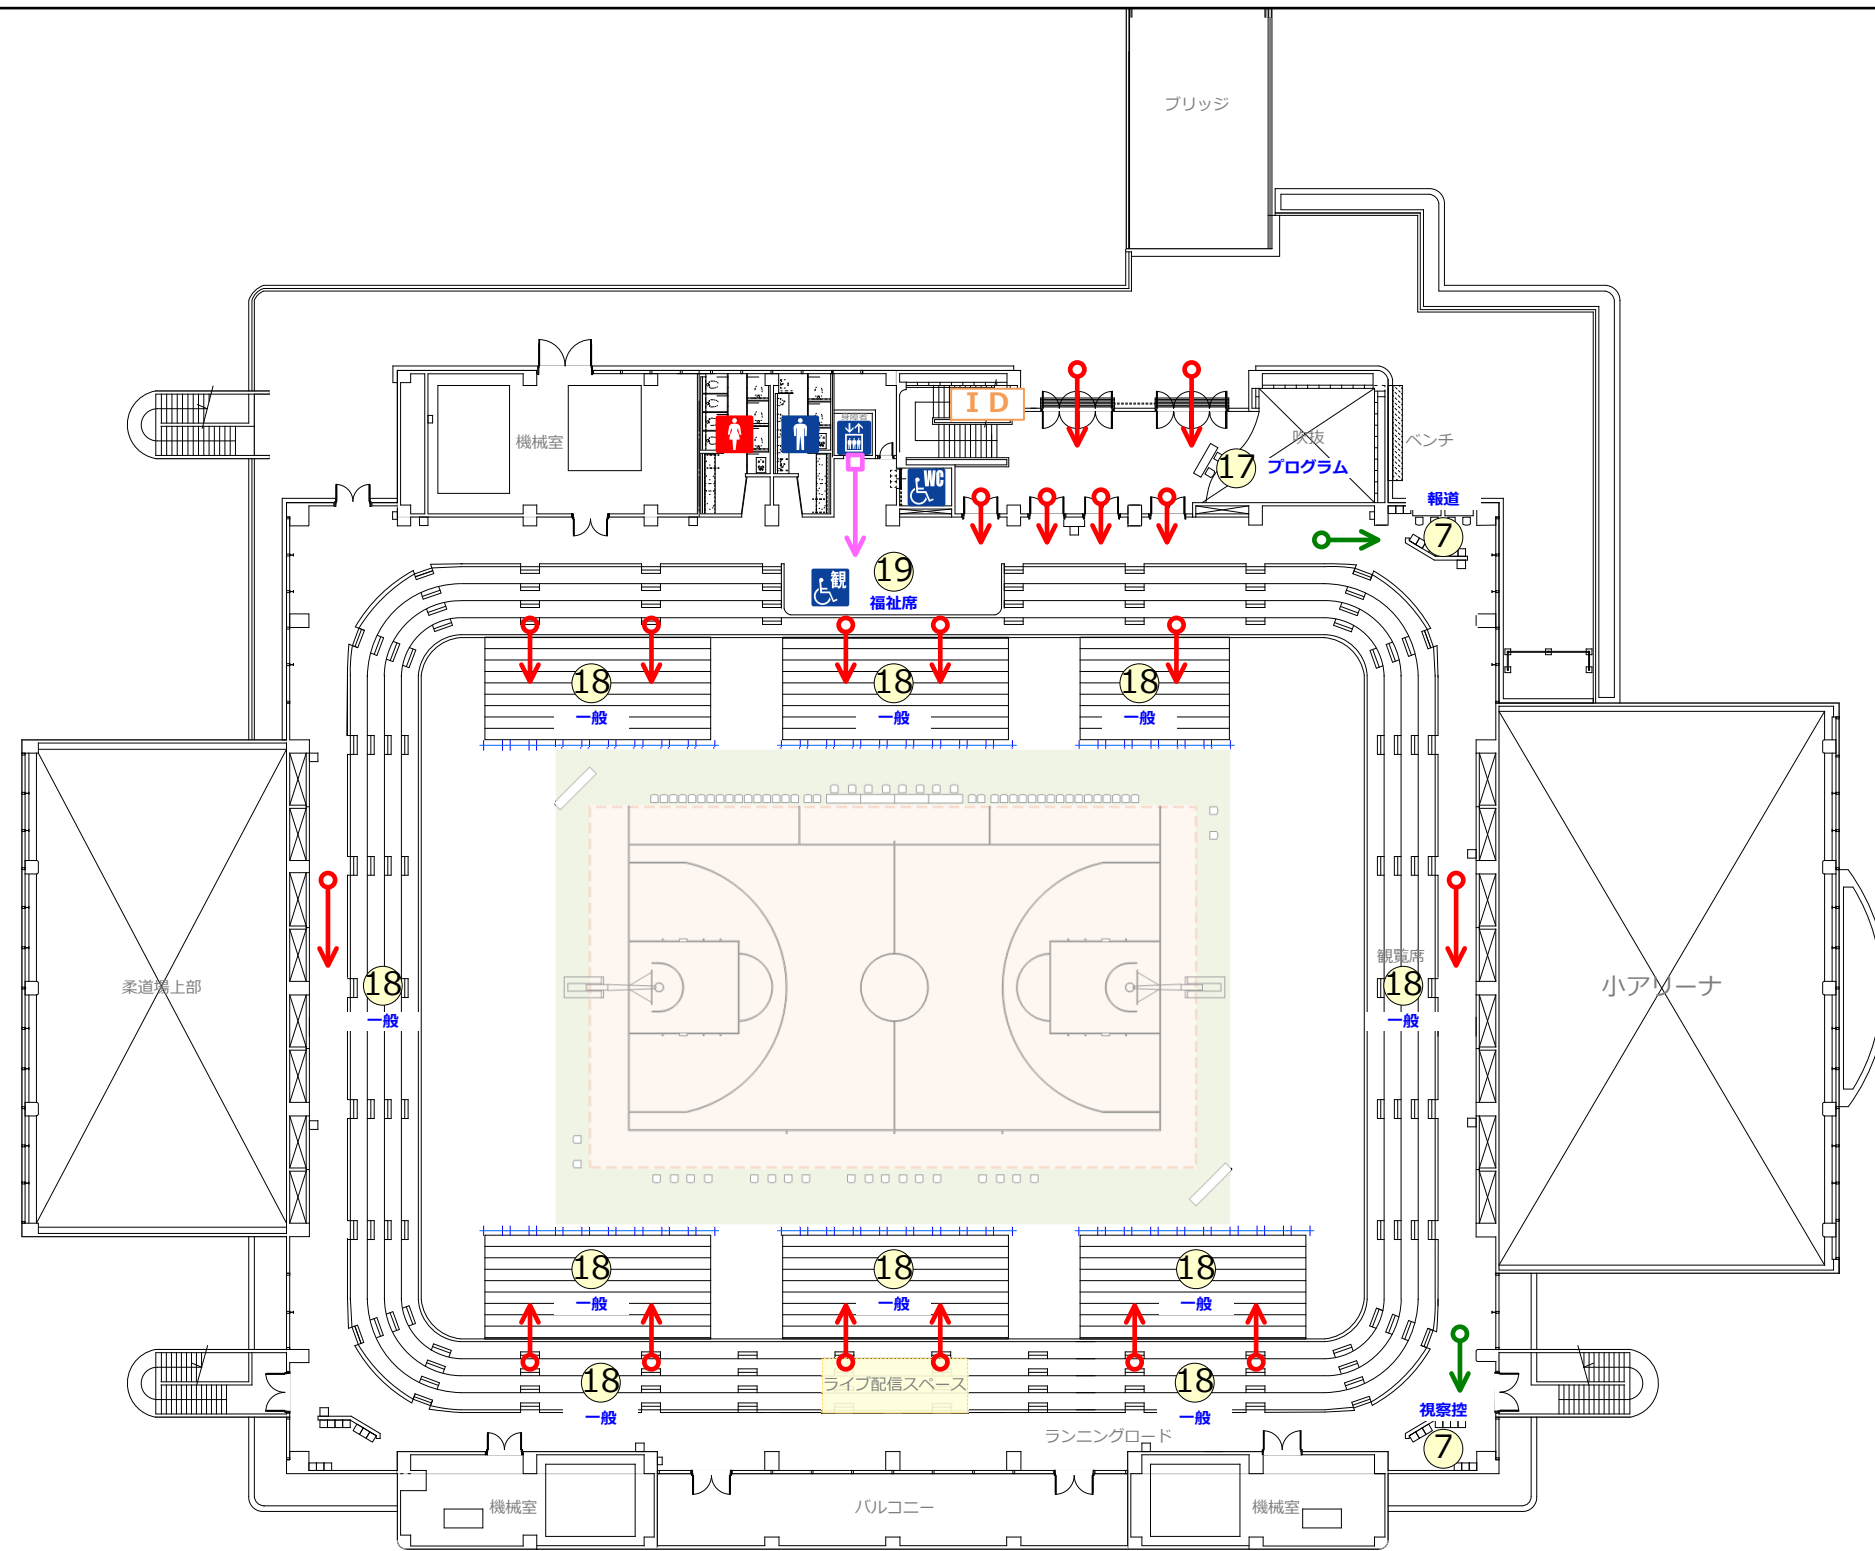 ブリッジ
ＩＤ
機械室
吹抜
ベンチ
17
プログラム
WC
報道
7
観
19
福祉席
18
一般
18
一般
18
一般
柔道場上部
18
一般
観覧席
18
一般
小アリーナ
18
一般
18
一般
18
一般
18
一般
ライブ配信スペース
18
一般
視察控
7
ランニングロード
機械室
バルコニー
機械室